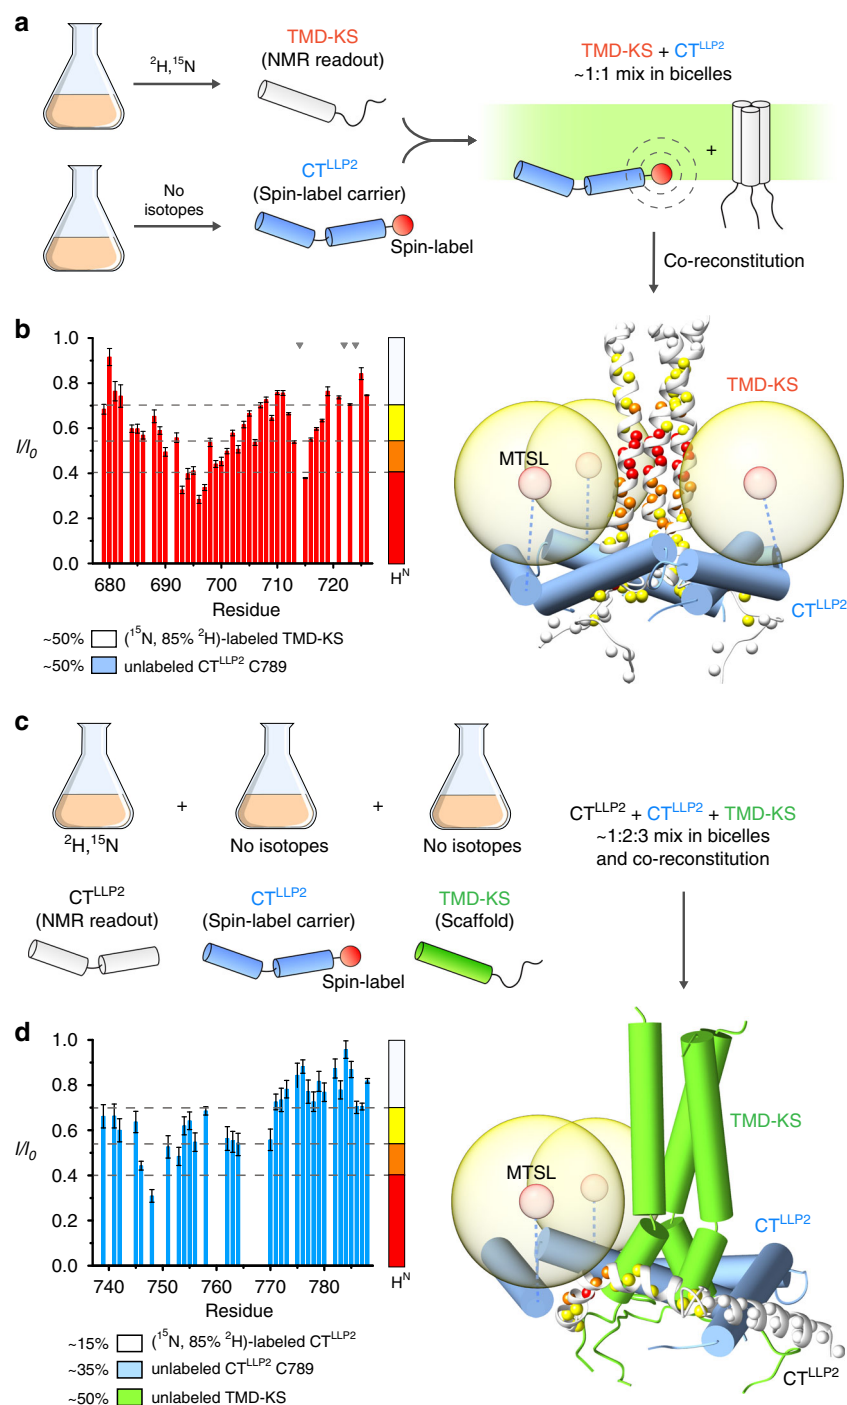 a
²H,¹⁵N
TMD-KS
(NMR readout)
TMD-KS + CTᴸᴸᴾ²
~1:1 mix in bicelles
+
No
isotopes
CTᴸᴸᴾ²
(Spin-label carrier)
Spin-label
Co-reconstitution
b
1.0
0.8
0.6
0.4
0.2
0.0
I/I₀
680 690 700 710 720
Residue
Hᴺ
~50% (¹⁵N, 85% ²H)-labeled TMD-KS
~50% unlabeled CTᴸᴸᴾ² C789
TMD-KS
MTSL
CTᴸᴸᴾ²
c
+ +
²H,¹⁵N
No isotopes
No isotopes
CTᴸᴸᴾ² + CTᴸᴸᴾ² + TMD-KS
~1:2:3 mix in bicelles
and co-reconstitution
CTᴸᴸᴾ²
(NMR readout)
CTᴸᴸᴾ²
(Spin-label carrier)
Spin-label
TMD-KS
(Scaffold)
d
1.0
0.8
0.6
0.4
0.2
0.0
I/I₀
740 750 760 770 780
Residue
Hᴺ
~15% (¹⁵N, 85% ²H)-labeled CTᴸᴸᴾ²
~35% unlabeled CTᴸᴸᴾ² C789
~50% unlabeled TMD-KS
TMD-KS
MTSL
CTᴸᴸᴾ²
CTᴸᴸᴾ²